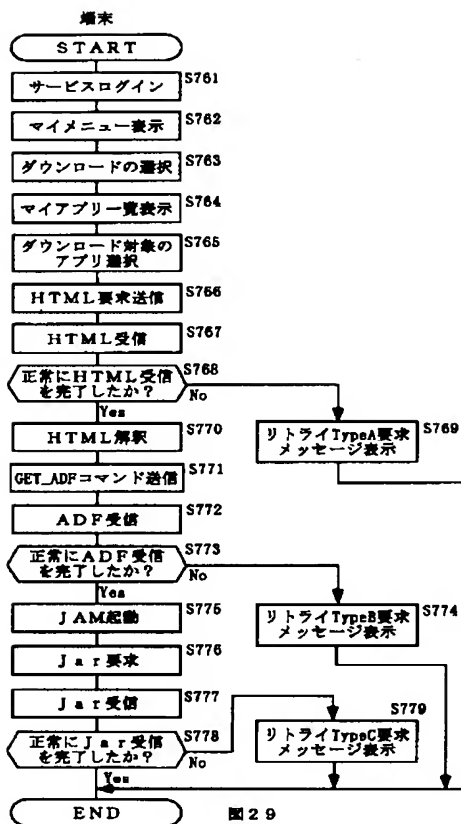 端末
START
サービスログイン
S761
マイメニュー表示
S762
ダウンロードの選択
S763
マイアプリ一覧表示
S764
ダウンロード対象の
アプリ選択
S765
HTML要求送信
S766
HTML受信
S767
正常にHTML受信
を完了したか？
S768
No
Yes
リトライTypeA要求
メッセージ表示
S769
HTML解釈
S770
GET_ADFコマンド送信
S771
ADF受信
S772
正常にADF受信
を完了したか？
S773
No
Yes
リトライTypeB要求
メッセージ表示
S774
JAM起動
S775
Jar要求
S776
Jar受信
S777
正常にJar受信
を完了したか？
S778
No
Yes
リトライTypeC要求
メッセージ表示
S779
END
図29